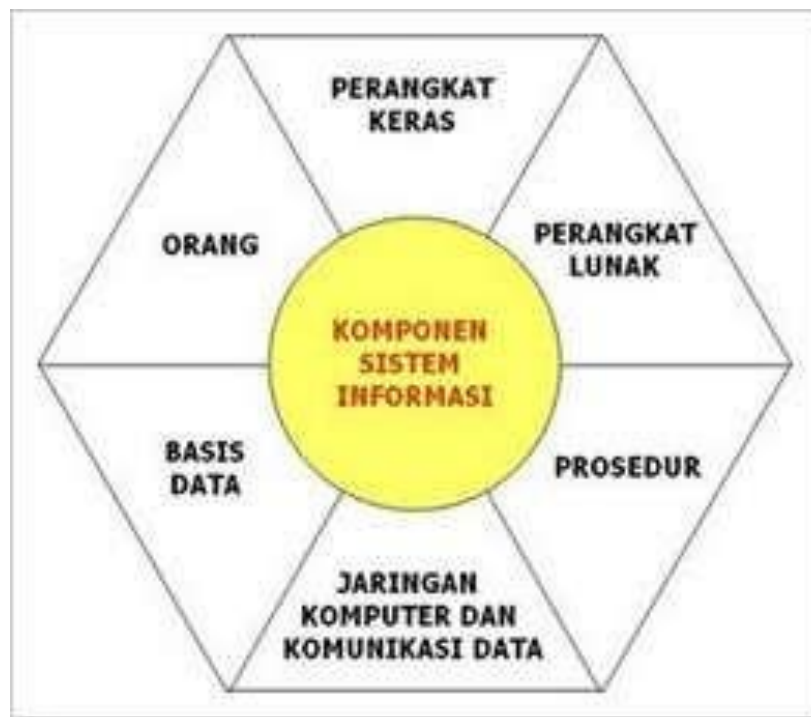 PERANGKAT
KERAS
PERANGKAT
LUNAK
PROSEDUR
JARINGAN
KOMPUTER DAN
KOMUNIKASI DATA
BASIS
DATA
ORANG
KOMPONEN
SISTEM
INFORMASI